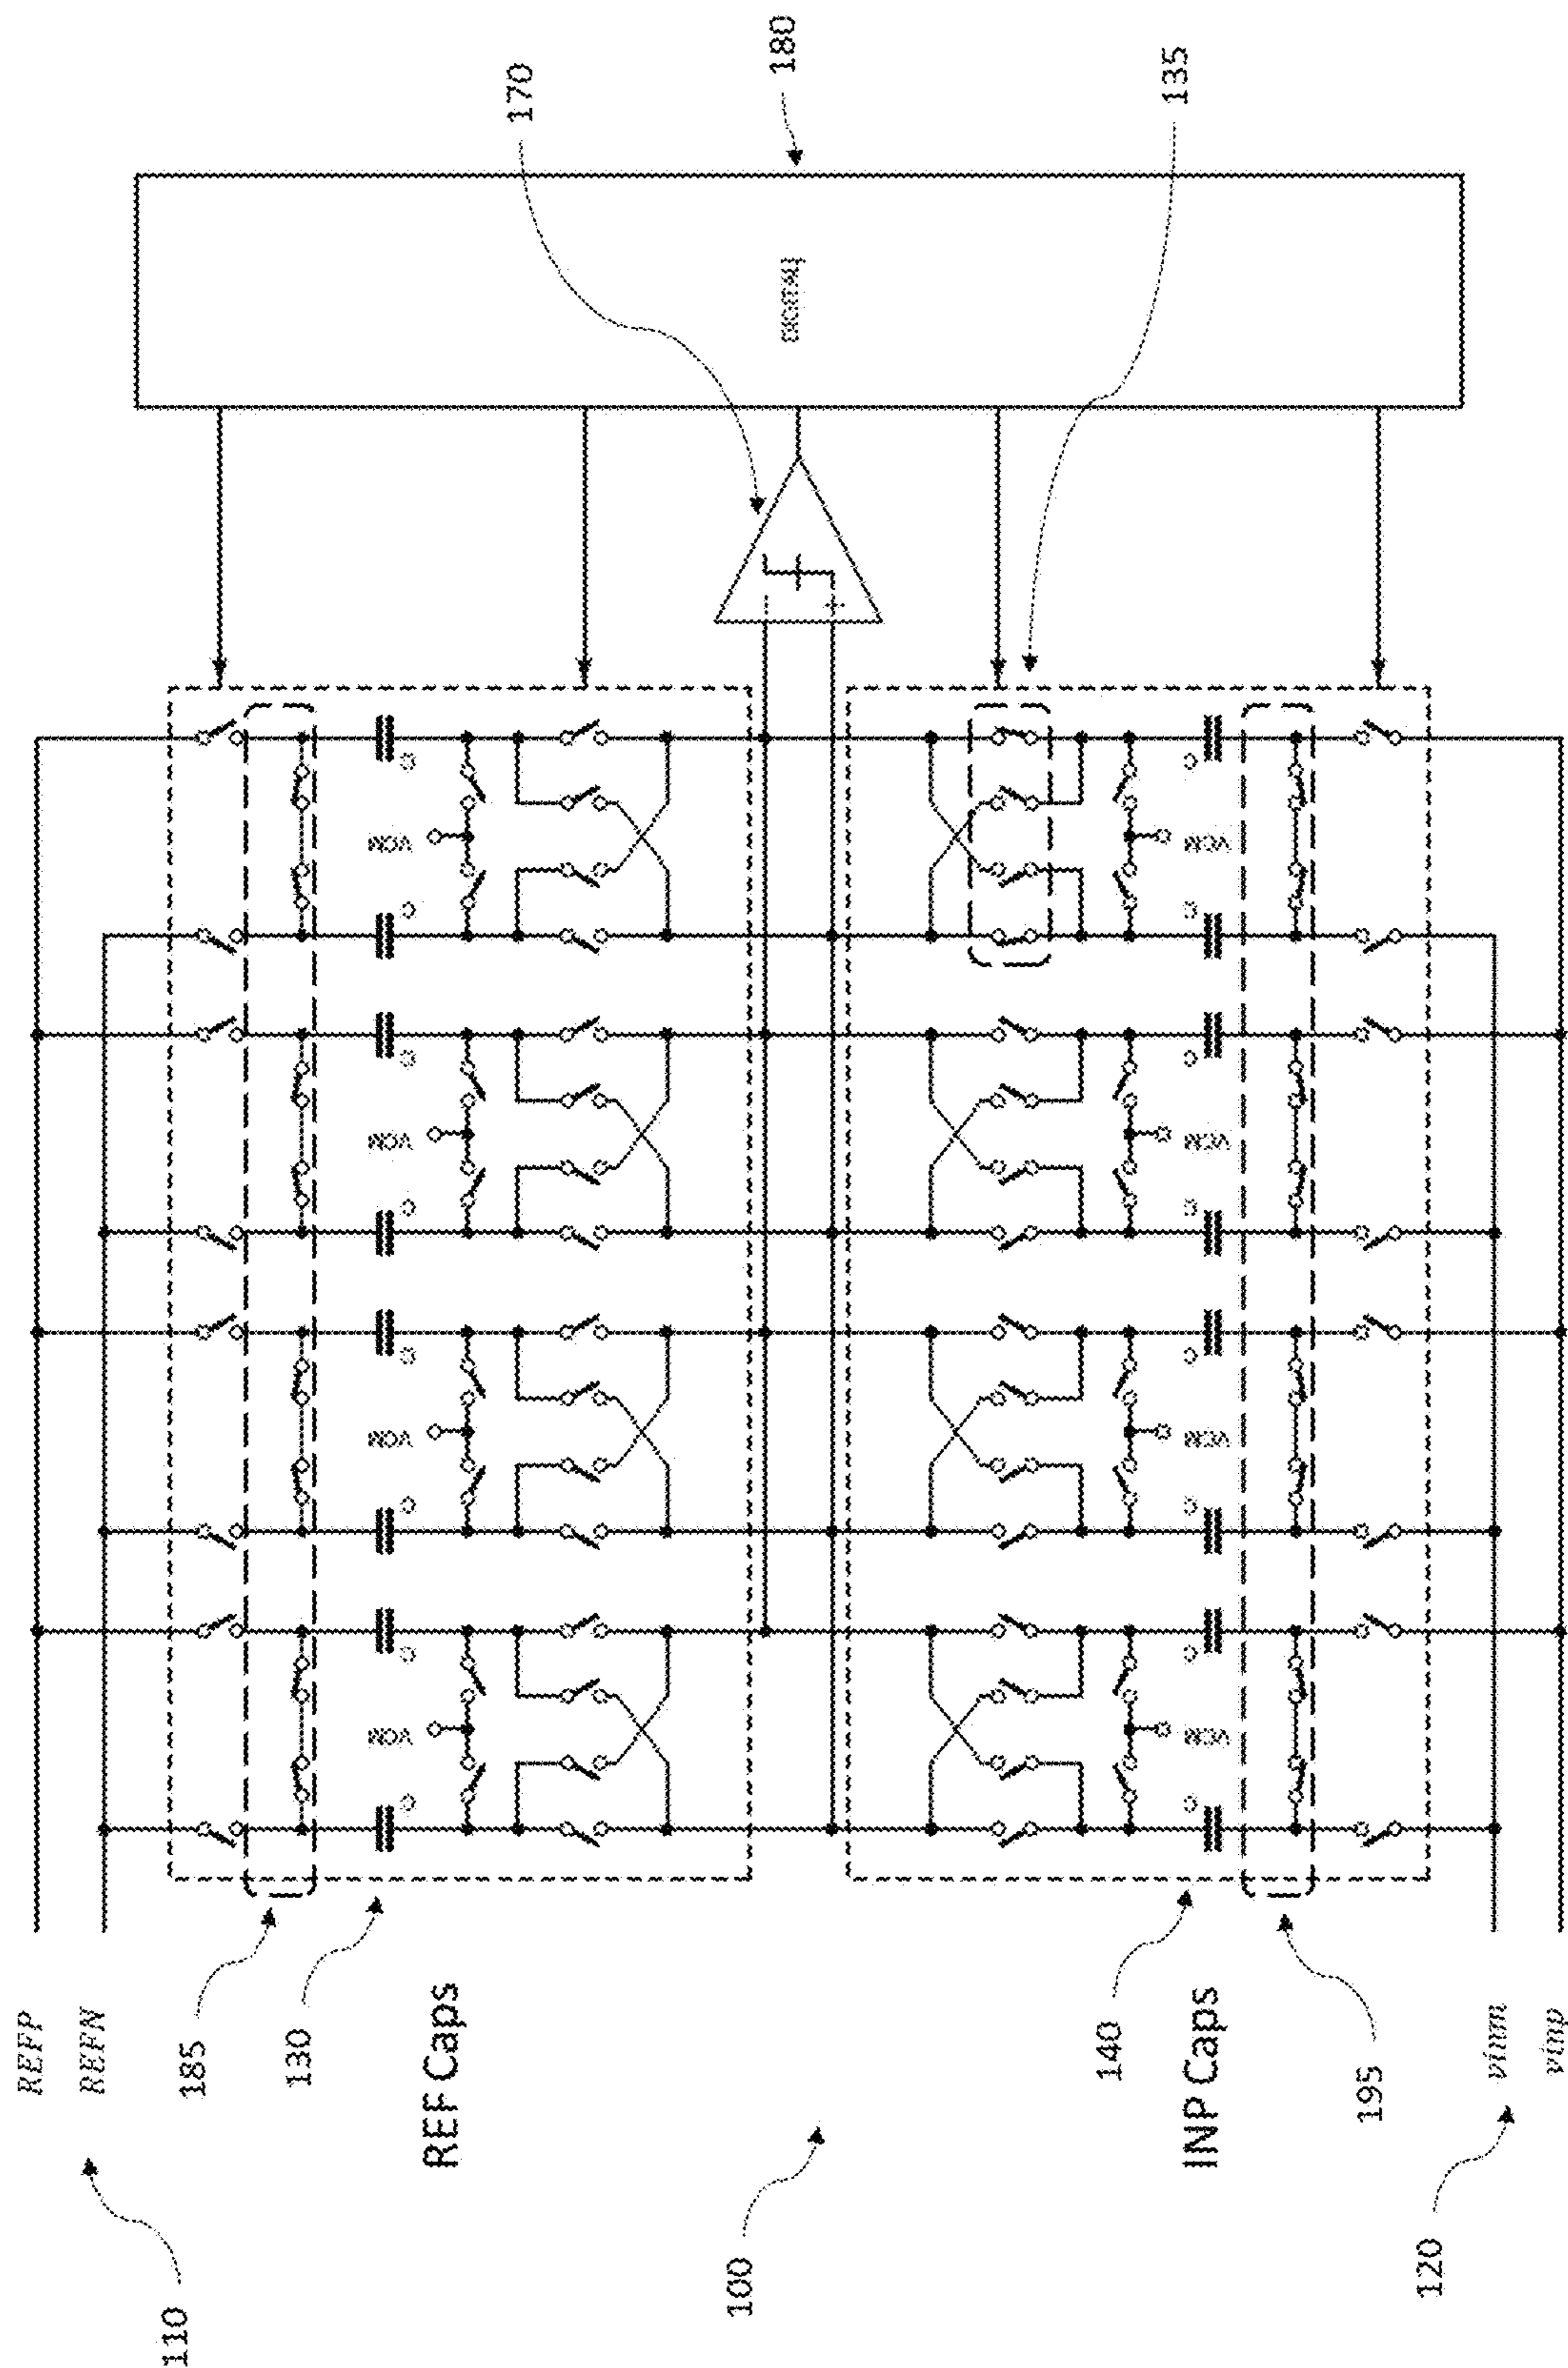 REFP
REFN
110
185
130
REF Caps
VCM
VCM
VCM
VCM
170
100
180
140
135
INP Caps
VCM
VCM
VCM
VCM
195
120
vinm
vinp